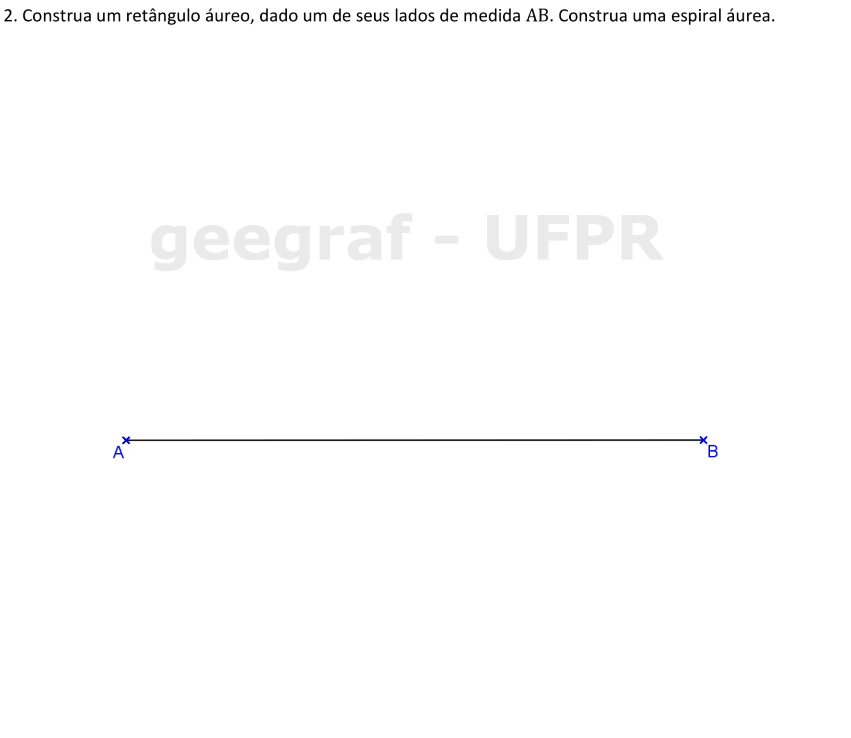 2. Construa um retângulo áureo, dado um de seus lados de medida AB. Construa uma espiral áurea.
geegraf - UFPR
A
B